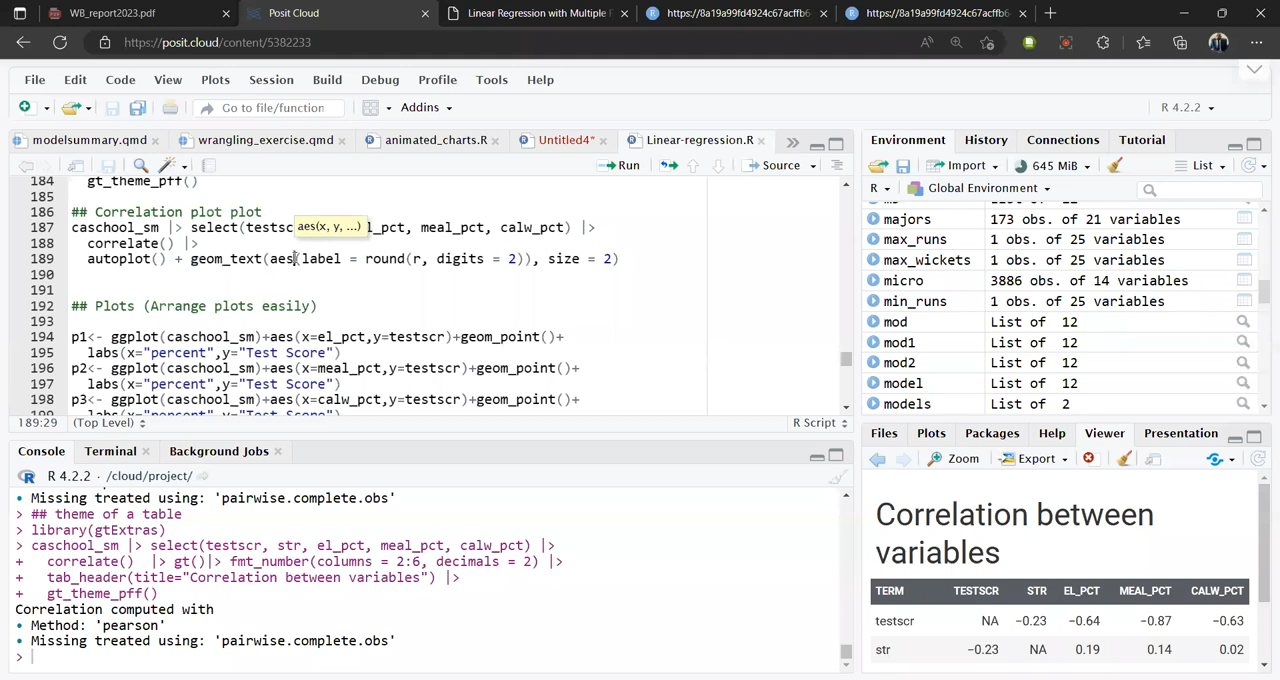 WB_report2023.pdf
Posit Cloud
Linear Regression with Multiple
https://8a19a99fd4924c67acffb6
https://8a19a99fd4924c67acffb6
https://posit.cloud/content/5382233
File Edit Code View Plots Session Build Debug Profile Tools Help
Go to file/function
Addins
R 4.2.2
modelsummary.qmd
wrangling_exercise.qmd
animated_charts.R
Untitled4*
Linear-regression.R
Run
Source
184 gt_theme_pff()
185
186 ## Correlation plot plot
aes(x, y, ...)
187 caschool_sm |> select(testsc l_pct, meal_pct, calw_pct) |>
188 correlate() |>
189 autoplot() + geom_text(aes(label = round(r, digits = 2)), size = 2)
190
191
192 ## Plots (Arrange plots easily)
193
194 p1<- ggplot(caschool_sm)+aes(x=el_pct,y=testscr)+geom_point()+
195 labs(x="percent",y="Test Score")
196 p2<- ggplot(caschool_sm)+aes(x=meal_pct,y=testscr)+geom_point()+
197 labs(x="percent",y="Test Score")
198 p3<- ggplot(caschool_sm)+aes(x=calw_pct,y=testscr)+geom_point()+
199 labs(x="percent",y="Test Score")
189:29 (Top Level) R Script
Console Terminal Background Jobs
R 4.2.2 · /cloud/project/
• Missing treated using: 'pairwise.complete.obs'
> ## theme of a table
> library(gtExtras)
> caschool_sm |> select(testscr, str, el_pct, meal_pct, calw_pct) |>
+ correlate() |> gt()|> fmt_number(columns = 2:6, decimals = 2) |>
+ tab_header(title="Correlation between variables") |>
+ gt_theme_pff()
Correlation computed with
• Method: 'pearson'
• Missing treated using: 'pairwise.complete.obs'
>
Environment History Connections Tutorial
Import
645 MiB
List
R
Global Environment
majors 173 obs. of 21 variables
max_runs 1 obs. of 25 variables
max_wickets 1 obs. of 25 variables
micro 3886 obs. of 14 variables
min_runs 1 obs. of 25 variables
mod List of 12
mod1 List of 12
mod2 List of 12
model List of 12
models List of 2
Files Plots Packages Help Viewer Presentation
Zoom
Export
Correlation between
variables
TERM TESTSCR STR EL_PCT MEAL_PCT CALW_PCT
testscr NA −0.23 −0.64 −0.87 −0.63
str −0.23 NA 0.19 0.14 0.02